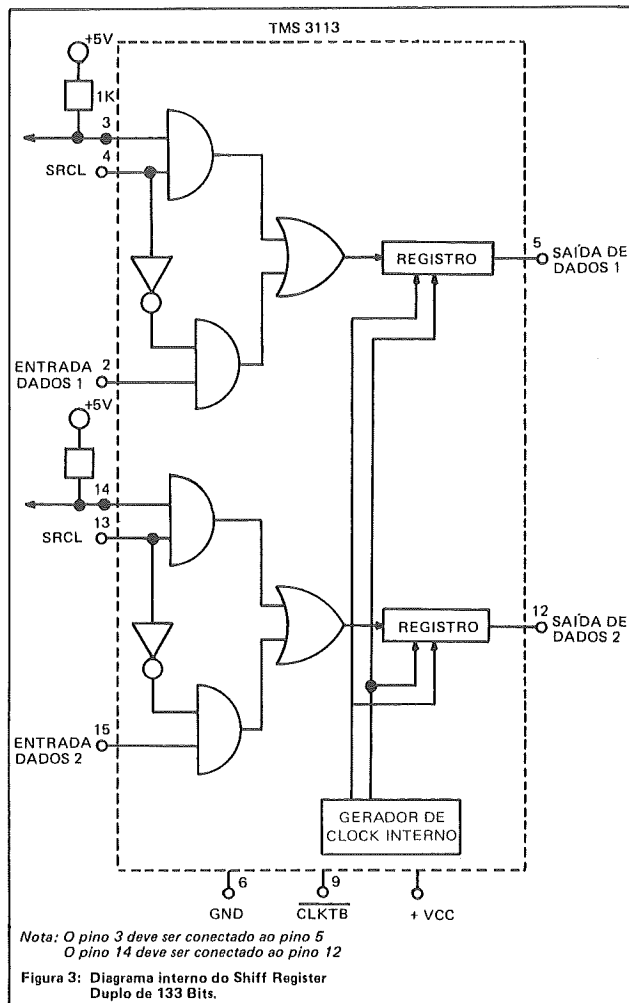 TMS 3113
+5V
1K
3
4
SRCL
5
REGISTRO
SAÍDA DE
DADOS 1
2
ENTRADA
DADOS 1
+5V
14
13
SRCL
12
REGISTRO
SAÍDA DE
DADOS 2
15
ENTRADA
DADOS 2
GERADOR DE
CLOCK INTERNO
6
9
GND
CLKTB
+ VCC
Nota: O pino 3 deve ser conectado ao pino 5
O pino 14 deve ser conectado ao pino 12
Figura 3: Diagrama interno do Shiff Register
Duplo de 133 Bits.